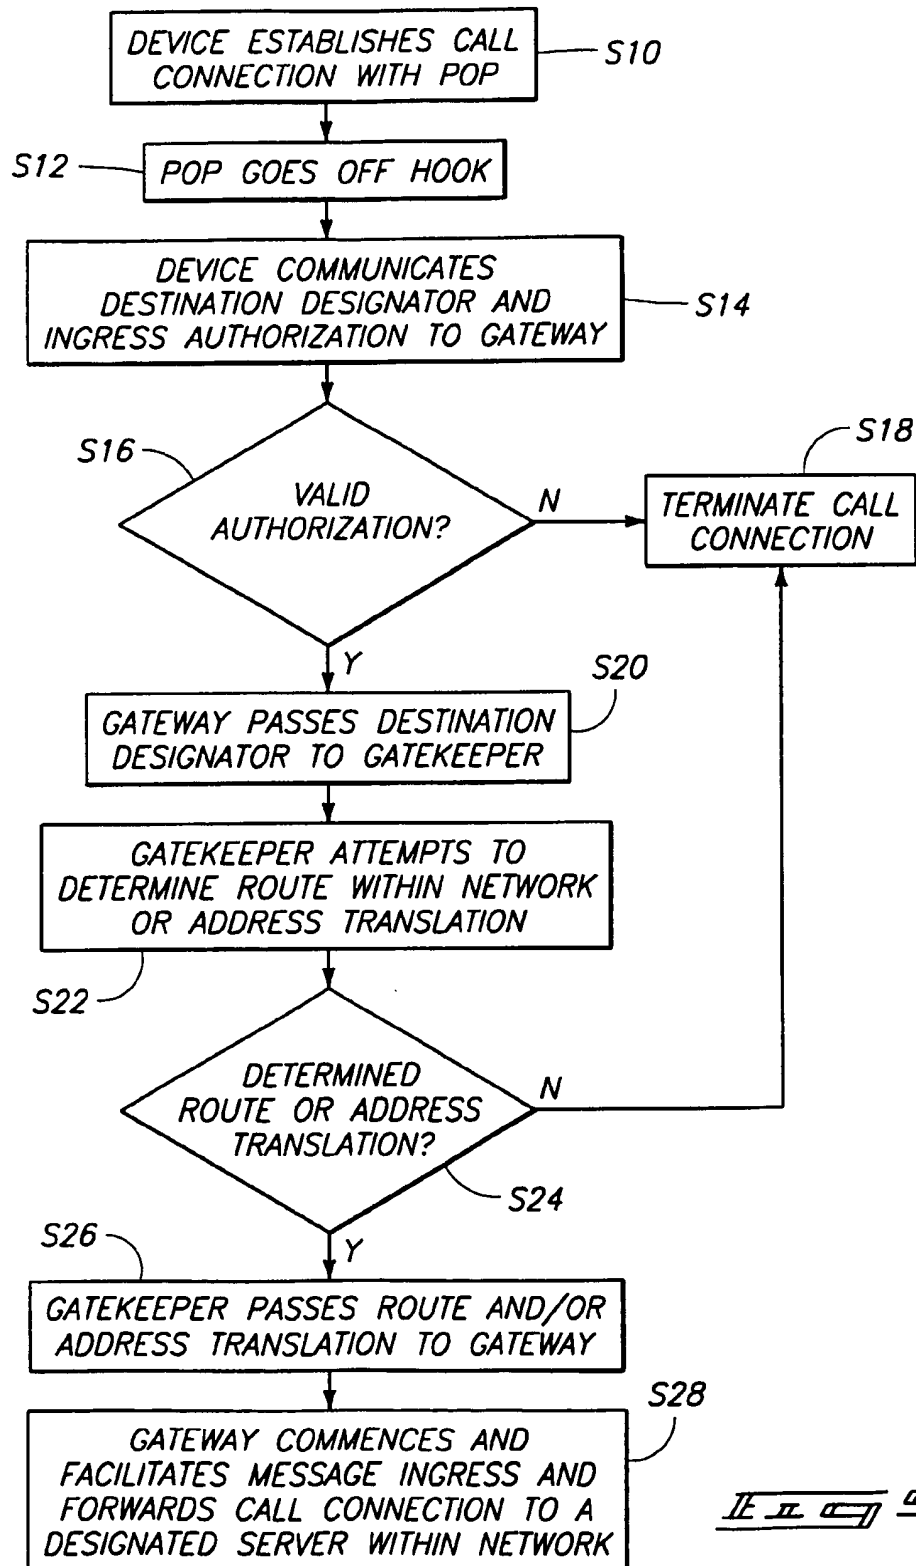 DEVICE ESTABLISHES CALL
CONNECTION WITH POP
S10
S12
POP GOES OFF HOOK
DEVICE COMMUNICATES
DESTINATION DESIGNATOR AND
INGRESS AUTHORIZATION TO GATEWAY
S14
S16
VALID
AUTHORIZATION?
N
S18
TERMINATE CALL
CONNECTION
Y
S20
GATEWAY PASSES DESTINATION
DESIGNATOR TO GATEKEEPER
GATEKEEPER ATTEMPTS TO
DETERMINE ROUTE WITHIN NETWORK
OR ADDRESS TRANSLATION
S22
DETERMINED
ROUTE OR ADDRESS
TRANSLATION?
N
S24
S26
Y
GATEKEEPER PASSES ROUTE AND/OR
ADDRESS TRANSLATION TO GATEWAY
S28
GATEWAY COMMENCES AND
FACILITATES MESSAGE INGRESS AND
FORWARDS CALL CONNECTION TO A
DESIGNATED SERVER WITHIN NETWORK